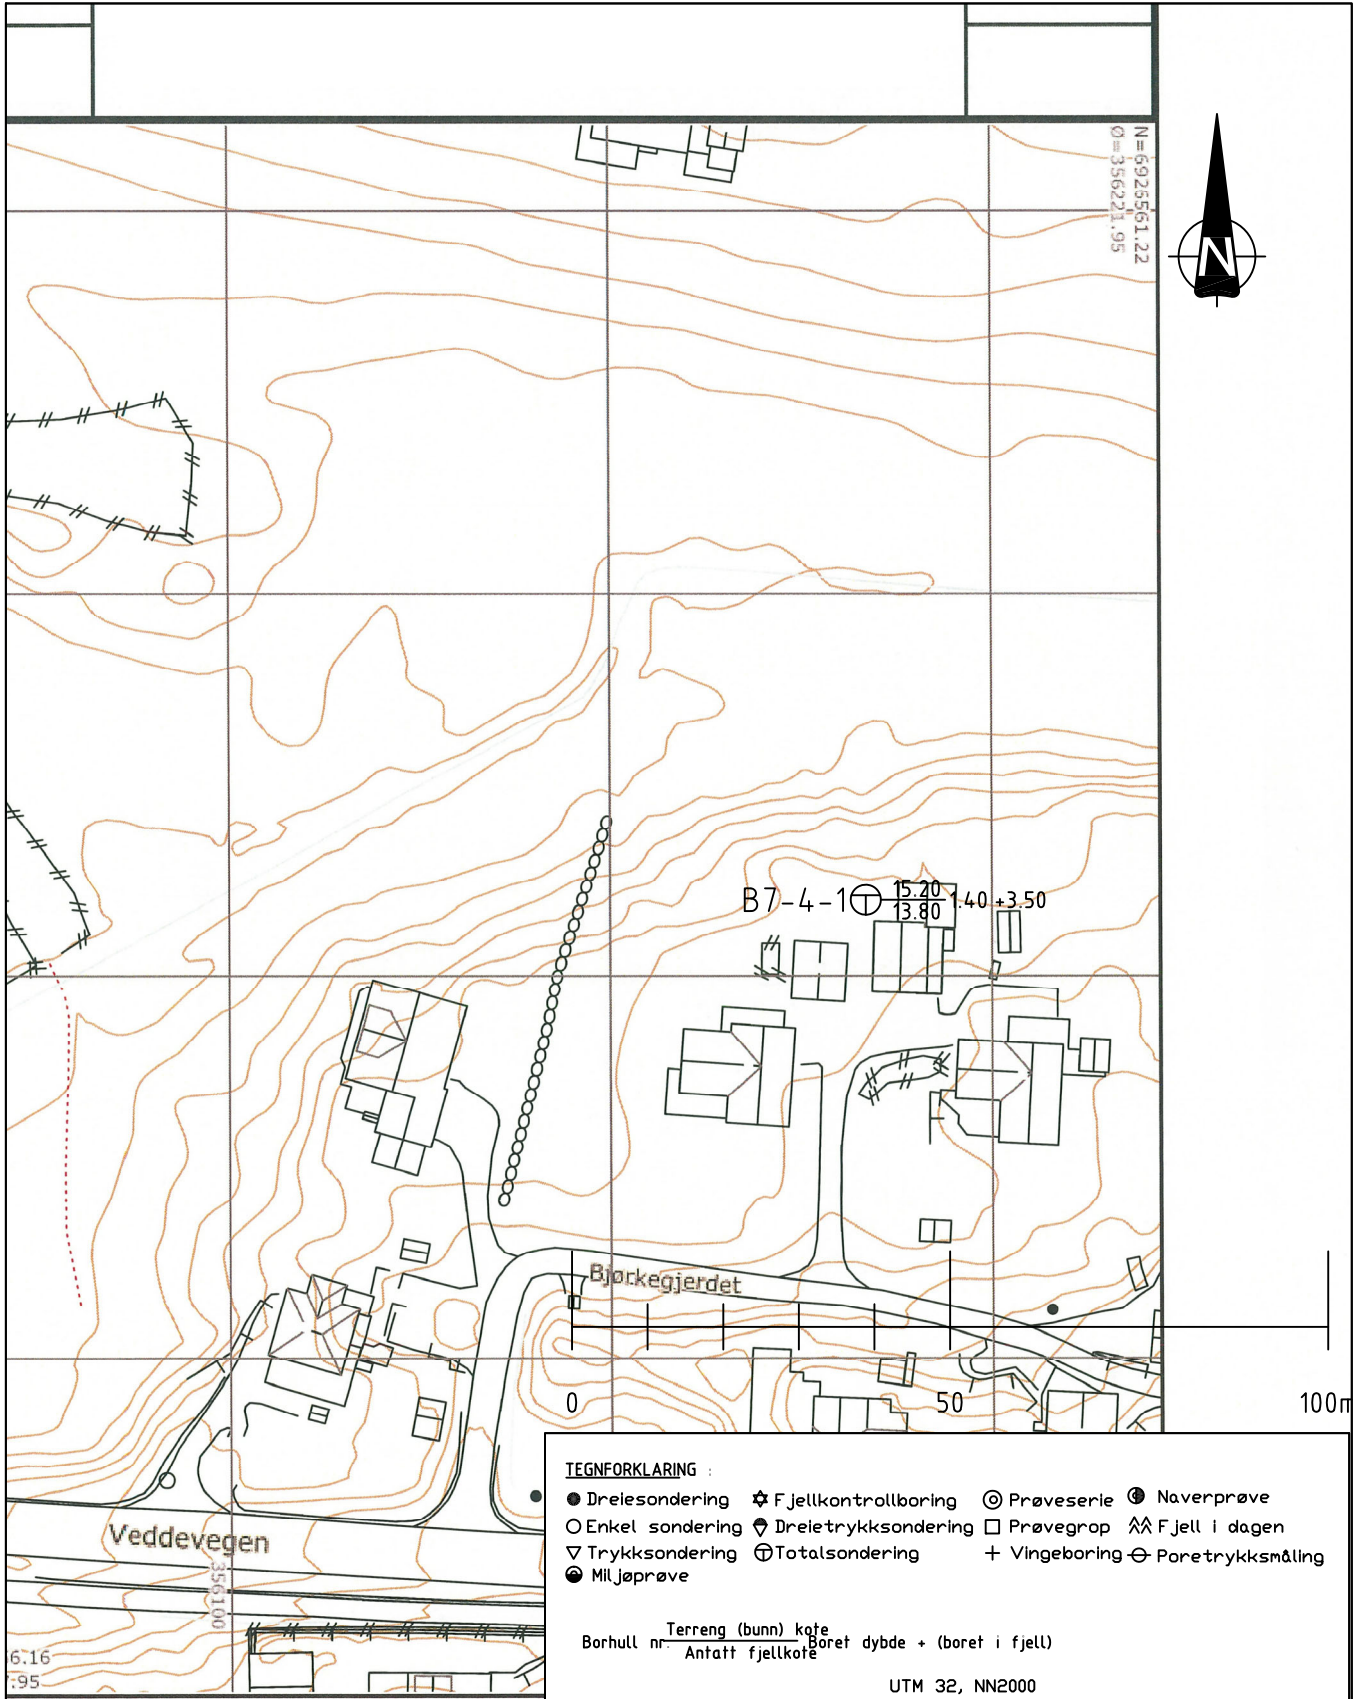 N=6926561.22
Ø=356221.95
N
B7-4-1 15.20 1.40 +3.50
13.80
Bjørkegjerdet
0 50 100m
Veddevegen
356100
6.16
.95
TEGNFORKLARING :
Dreiesondering Fjellkontrollboring Prøveserie Naverprøve
Enkel sondering Dreietrykksondering Prøvegrop Fjell i dagen
Trykksondering Totalsondering Vingeboring Poretrykksmåling
Miljøprøve
Terreng (bunn) kote
Borhull nr. Boret dybde + (boret i fjell)
Antatt fjellkote
UTM 32, NN2000